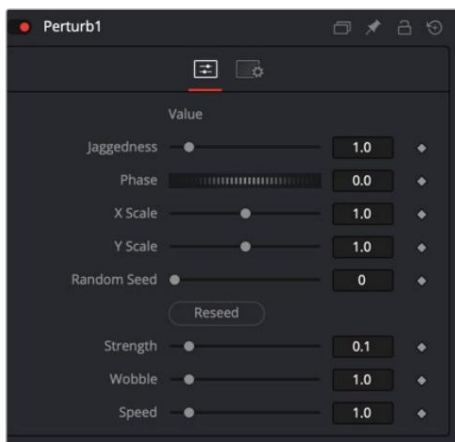 Perturb1
Value
Jaggedness 1.0
Phase 0.0
X Scale 1.0
Y Scale 1.0
Random Seed 0
Reseed
Strength 0.1
Wobble 1.0
Speed 1.0